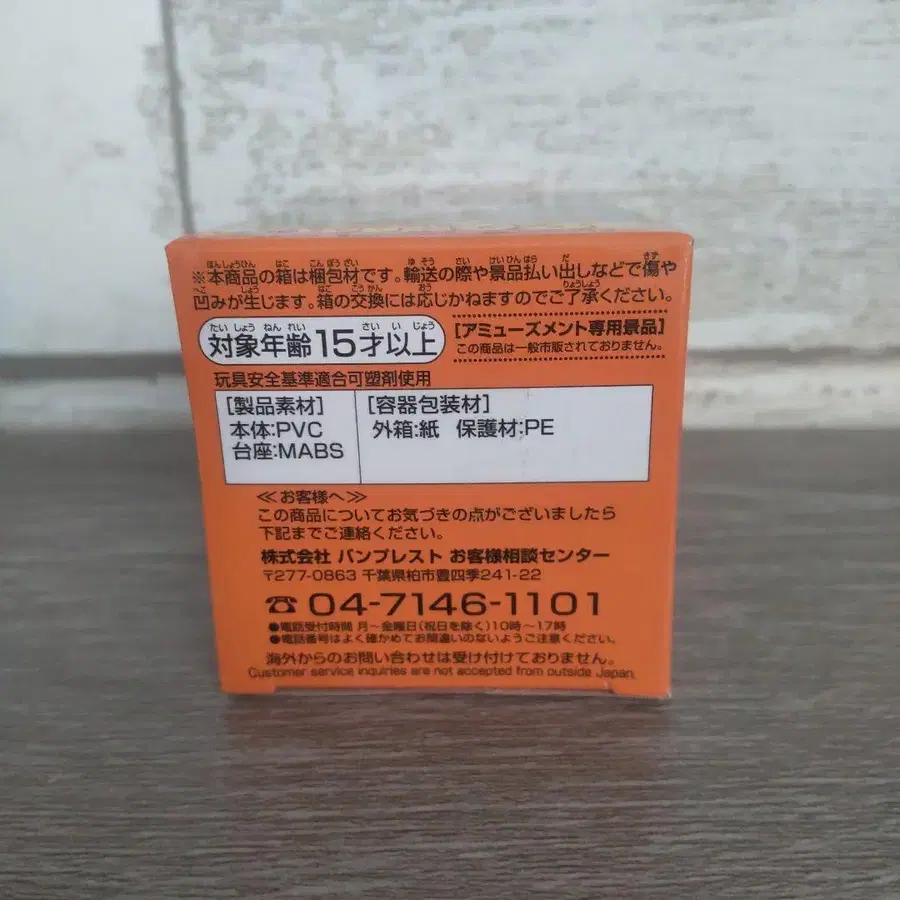 ※本商品の箱は梱包材です。輸送の際や景品払い出しなどで傷や
凹みが生じます。箱の交換には応じかねますのでご了承ください。
対象年齢15才以上
[アミューズメント専用景品]
この商品は一般市販されておりません。
玩具安全基準適合可塑剤使用
[製品素材]
本体:PVC
台座:MABS
[容器包装材]
外箱:紙 保護材:PE
≪お客様へ≫
この商品についてお気づきの点がございましたら
下記までご連絡ください。
株式会社 バンプレスト お客様相談センター
〒277-0863 千葉県柏市豊四季241-22
☎ 04-7146-1101
●電話受付時間 月~金曜日(祝日を除く)10時~17時
●電話番号はよく確かめてお間違いのないようご注意ください。
海外からのお問い合わせは受け付けておりません。
Customer service inquiries are not accepted from outside Japan.